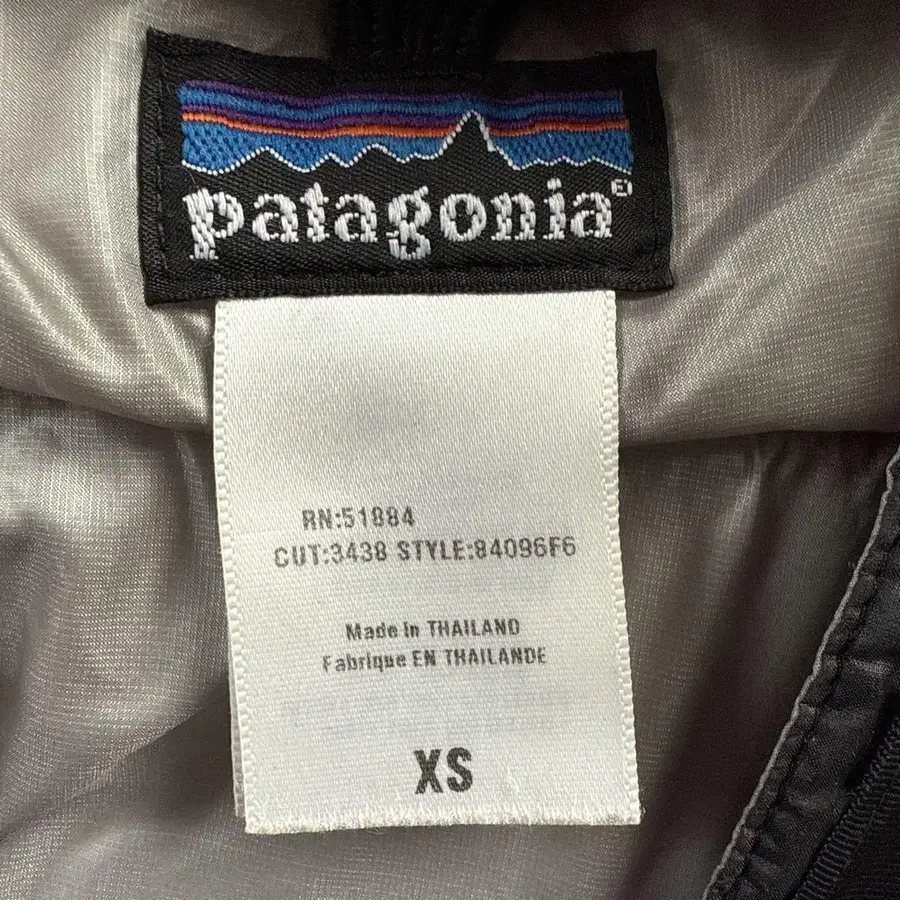 patagonia®
RN:51884
CUT:3438 STYLE:84096F6
Made in THAILAND
Fabrique EN THAILANDE
XS